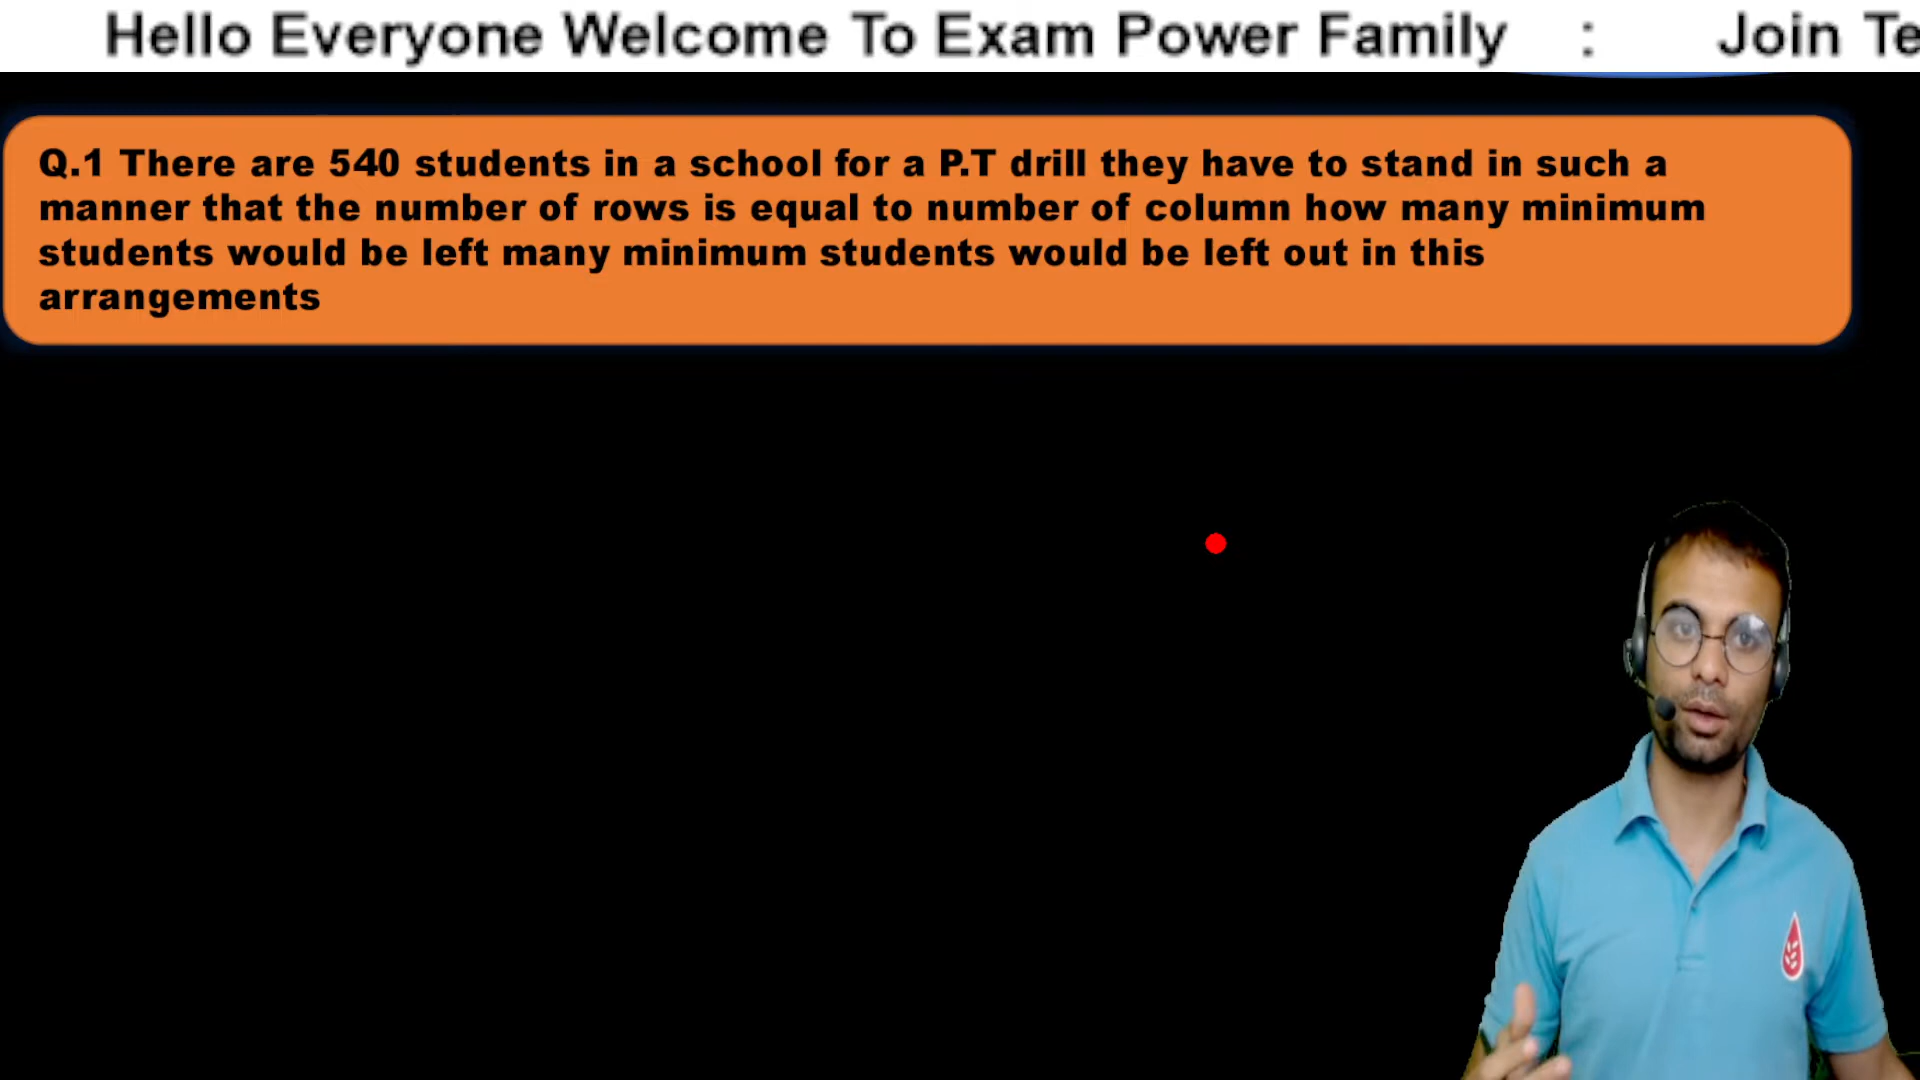 Hello Everyone Welcome To Exam Power Family : Join Te
Q.1 There are 540 students in a school for a P.T drill they have to stand in such a
manner that the number of rows is equal to number of column how many minimum
students would be left many minimum students would be left out in this
arrangements